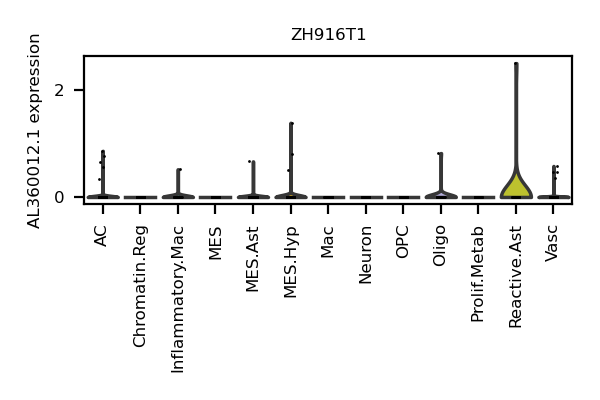 ZH916T1
AL360012.1 expression
2
0
AC
Chromatin.Reg
Inflammatory.Mac
MES
MES.Ast
MES.Hyp
Mac
Neuron
OPC
Oligo
Prolif.Metab
Reactive.Ast
Vasc